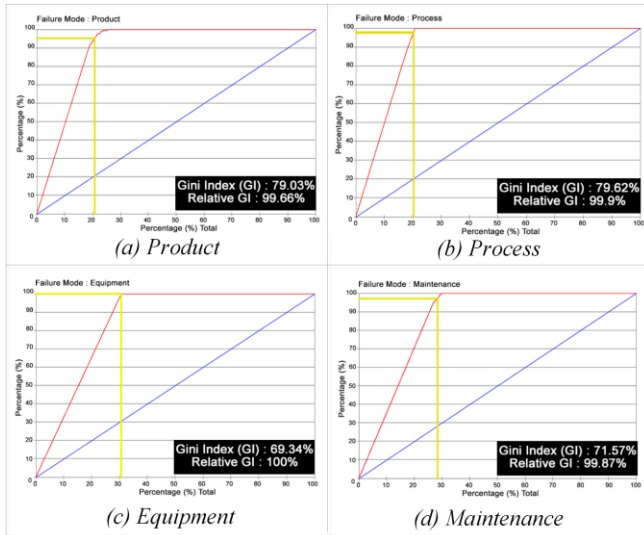 Failure Mode : Product
Percentage (%)
100
90
80
70
60
50
40
30
20
10
0
0 10 20 30 40 50 60 70 80 90 100
Percentage (%) Total
Gini Index (GI) : 79.03%
Relative GI : 99.66%
(a) Product
Failure Mode : Process
Percentage (%)
100
90
80
70
60
50
40
30
20
10
0
0 10 20 30 40 50 60 70 80 90 100
Percentage (%) Total
Gini Index (GI) : 79.62%
Relative GI : 99.9%
(b) Process
Failure Mode : Equipment
Percentage (%)
100
90
80
70
60
50
40
30
20
10
0
0 10 20 30 40 50 60 70 80 90 100
Percentage (%) Total
Gini Index (GI) : 69.34%
Relative GI : 100%
(c) Equipment
Failure Mode : Maintenance
Percentage (%)
100
90
80
70
60
50
40
30
20
10
0
0 10 20 30 40 50 60 70 80 90 100
Percentage (%) Total
Gini Index (GI) : 71.57%
Relative GI : 99.87%
(d) Maintenance